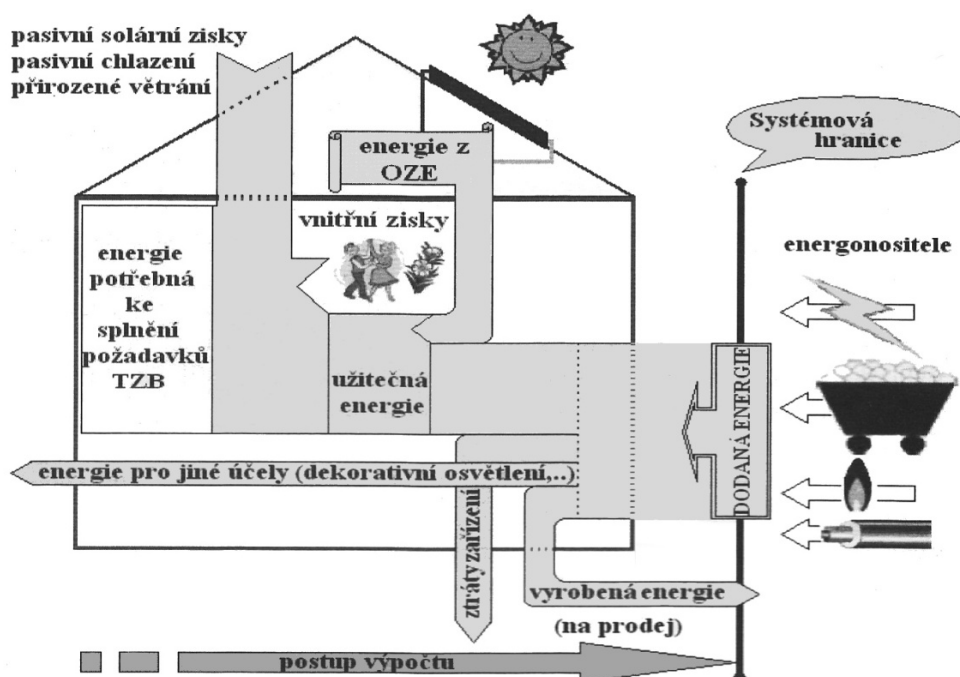 pasivní solární zisky
pasivní chlazení
přirozené větrání
Systémová
hranice
energie z
OZE
vnitřní zisky
energonositele
energie
potřebná
ke
splnění
požadavků
TZB
užitečná
energie
DODANÁ ENERGIE
energie pro jiné účely (dekorativní osvětlení,..)
ztráty zařízení
vyrobená energie
(na prodej)
postup výpočtu